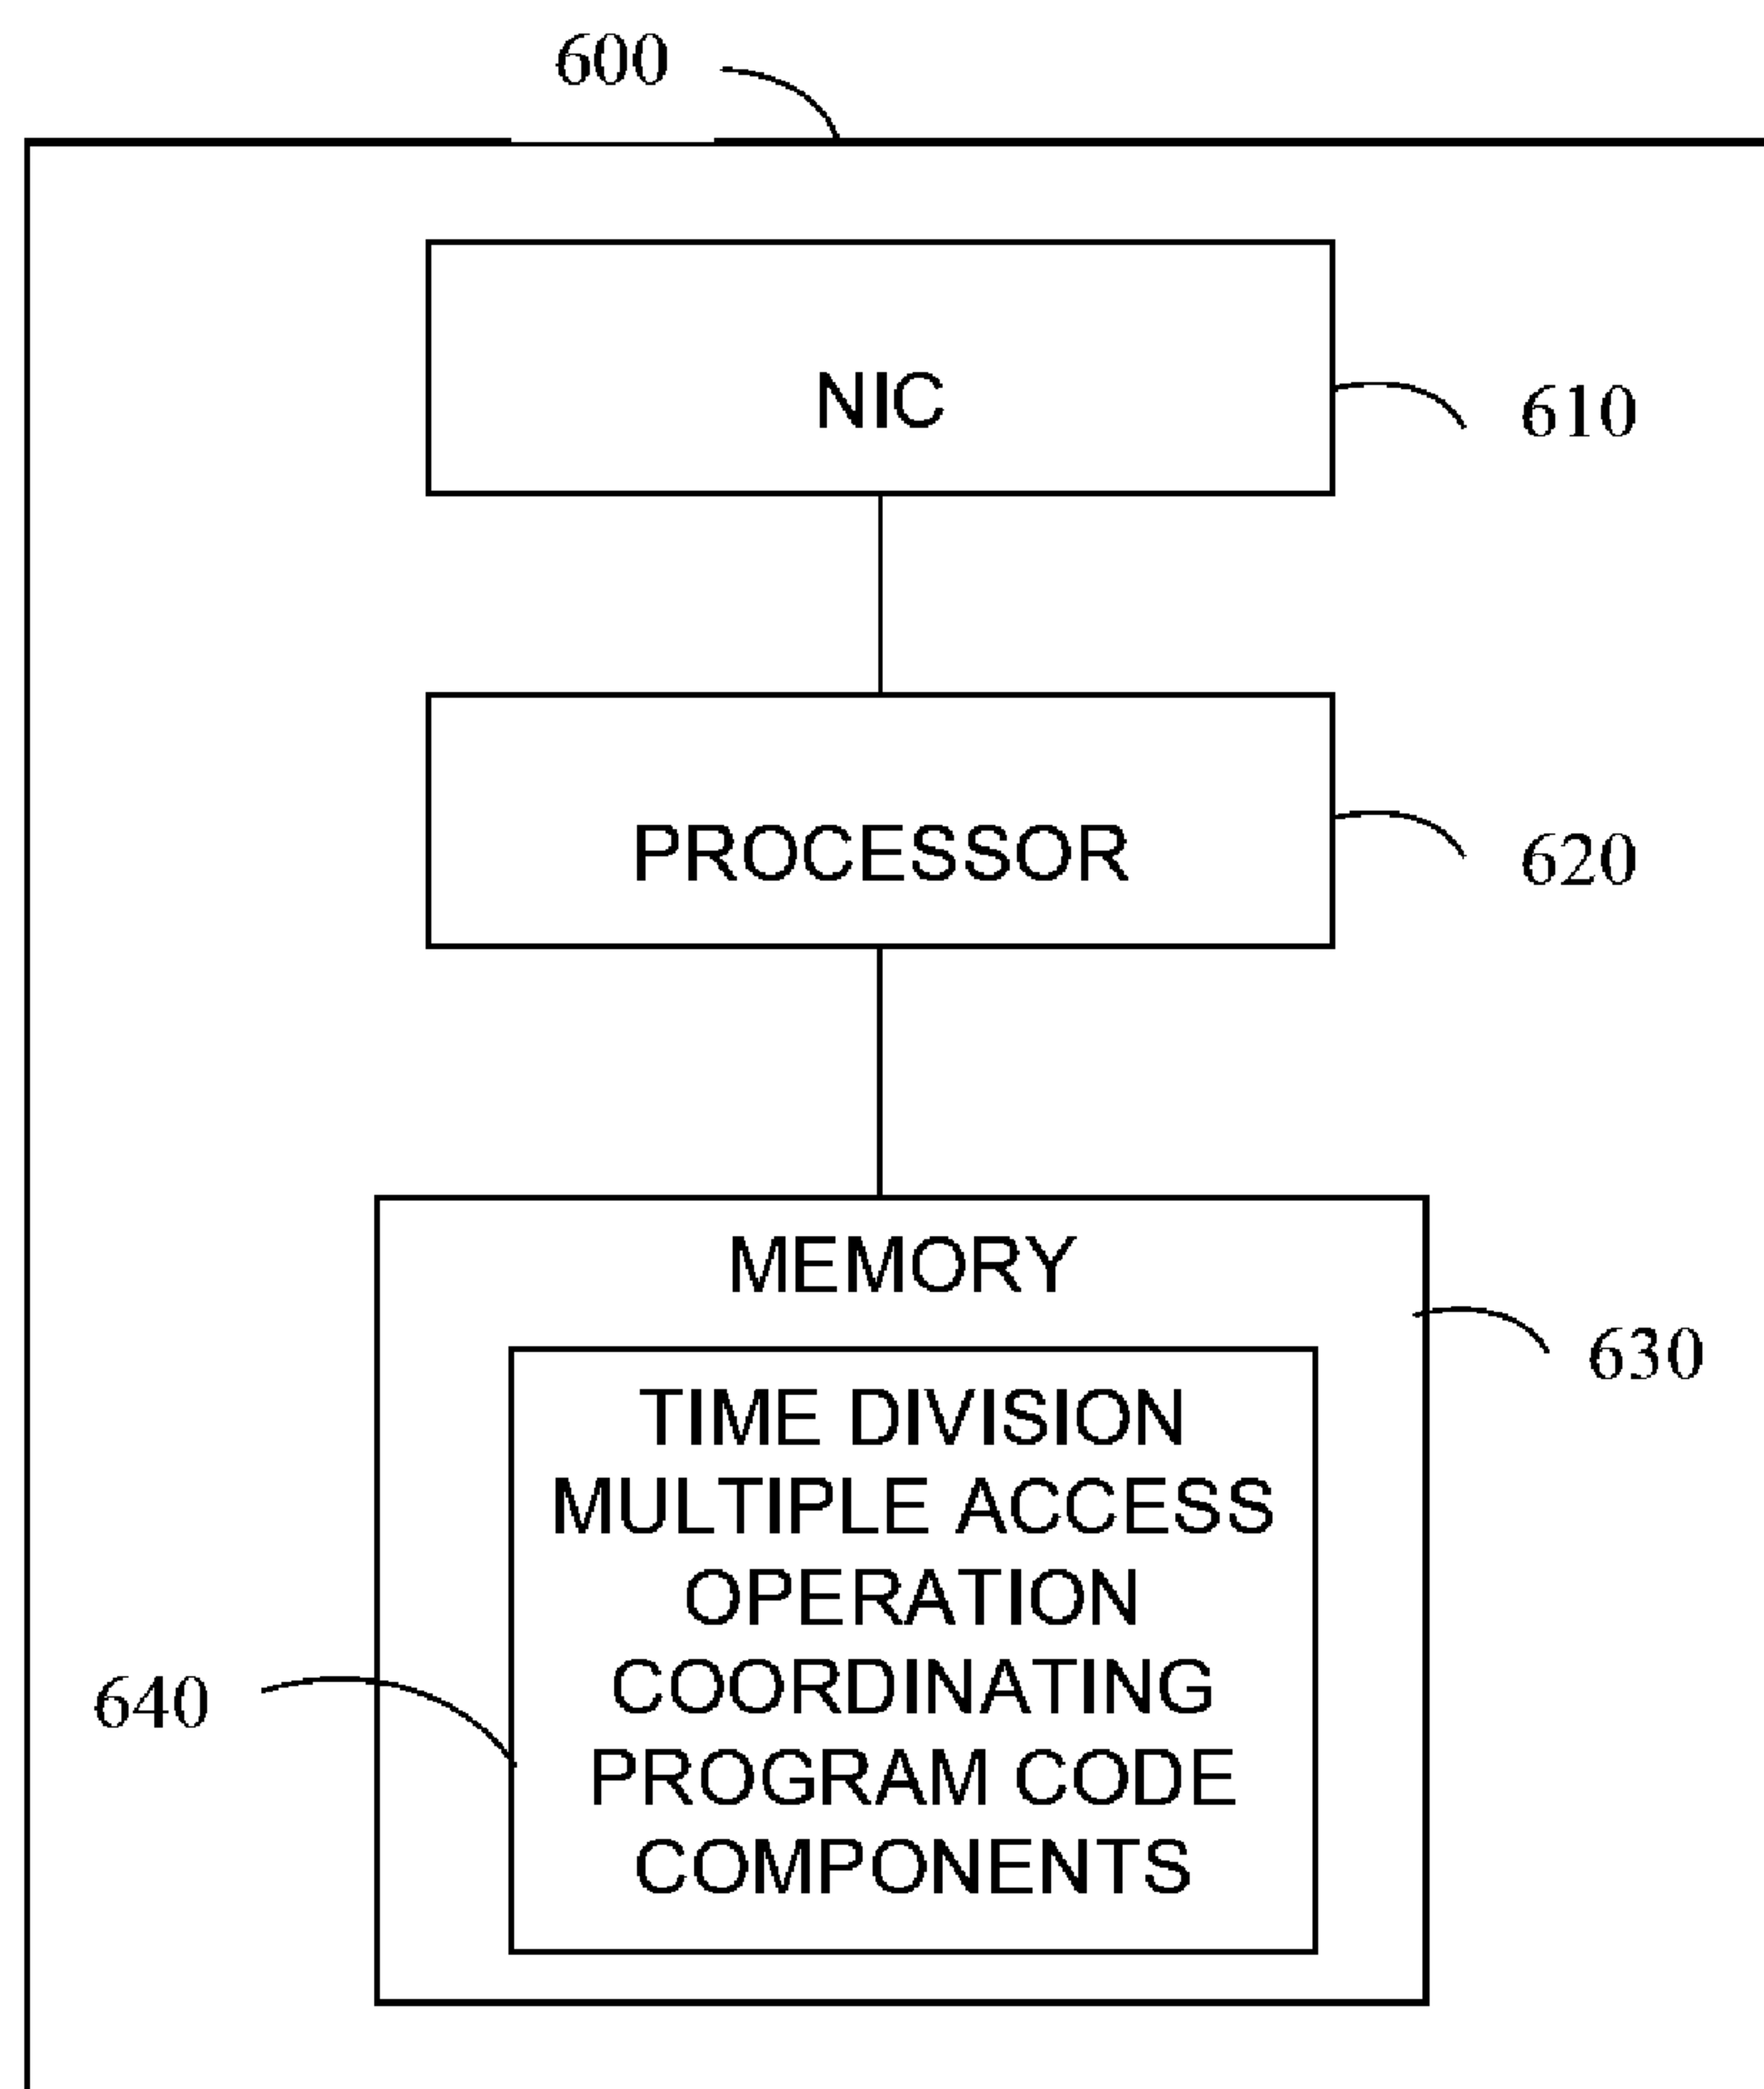 600
NIC
610
PROCESSOR
620
MEMORY
630
TIME DIVISION
MULTIPLE ACCESS
OPERATION
COORDINATING
640
PROGRAM CODE
COMPONENTS